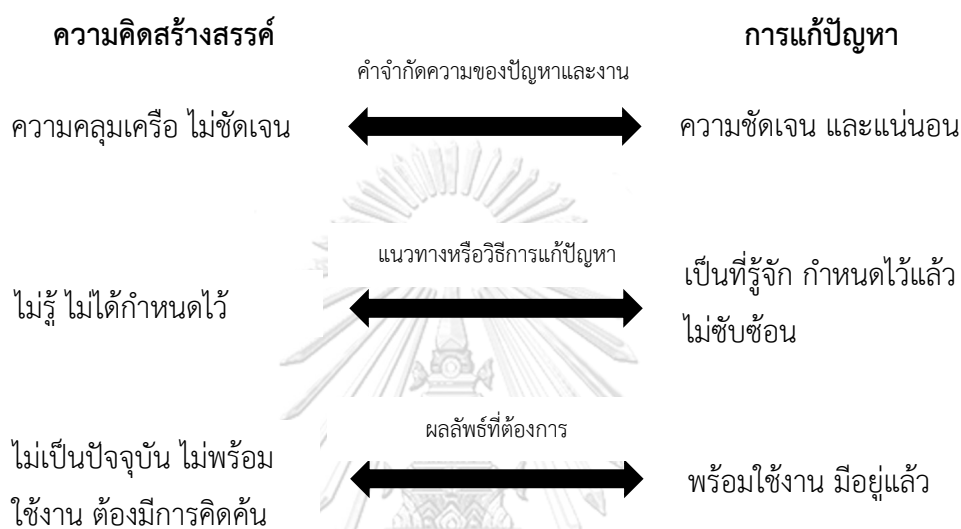 ความคิดสร้างสรรค์
การแก้ปัญหา
คำจำกัดความของปัญหาและงาน
ความคลุมเครือ ไม่ชัดเจน
ความชัดเจน และแน่นอน
แนวทางหรือวิธีการแก้ปัญหา
ไม่รู้ ไม่ได้กำหนดไว้
เป็นที่รู้จัก กำหนดไว้แล้ว
ไม่ซับซ้อน
ผลลัพธ์ที่ต้องการ
ไม่เป็นปัจจุบัน ไม่พร้อม
ใช้งาน ต้องมีการคิดค้น
พร้อมใช้งาน มีอยู่แล้ว